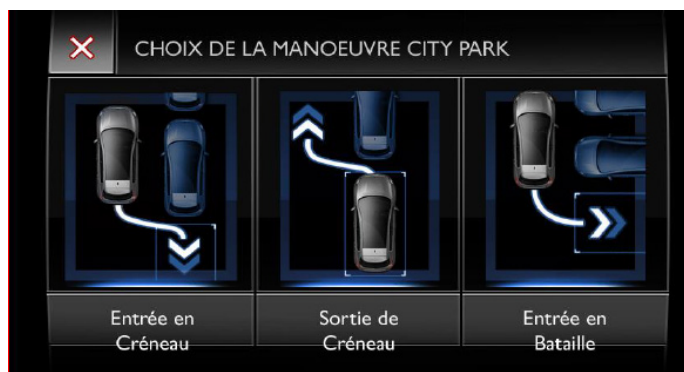 CHOIX DE LA MANOEUVRE CITY PARK
Entrée en
Créneau
Sortie de
Créneau
Entrée en
Bataille